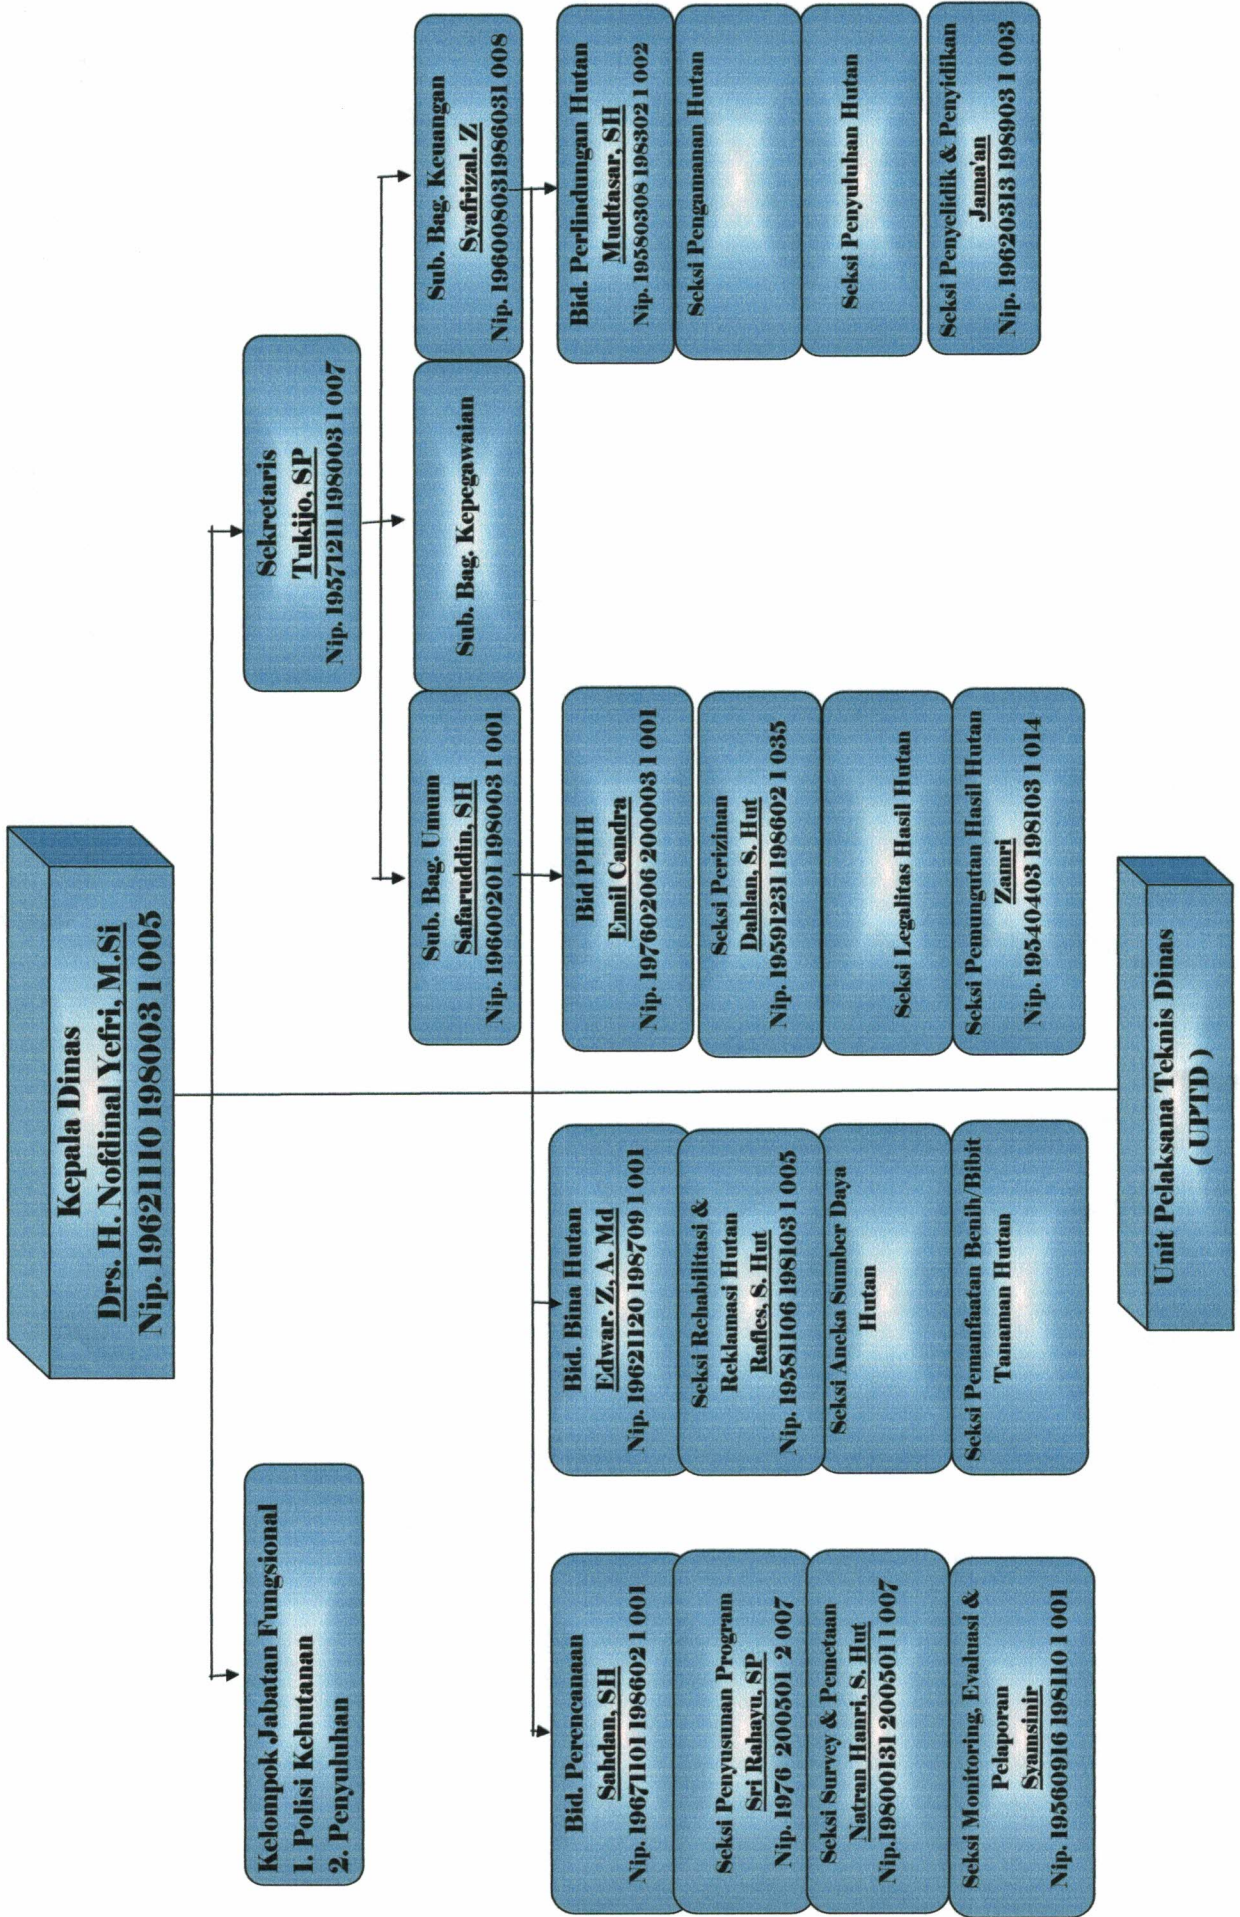 Kepala Dinas
Drs. H. Nofdinal Yefri, M.Si
Nip. 19621110 198003 1 005
Kelompok Jabatan Fungsional
1. Polisi Kehutanan
2. Penyuluhan
Sekretaris
Tukijo, SP
Nip. 19571211 198003 1 007
Sub. Bag. Umum
Safaruddin, SH
Nip. 19600201 198003 1 001
Sub. Bag. Kepegawaian
Sub. Bag. Keuangan
Syafrizal. Z
Nip. 19600803198603 1 008
Bid. Perencanaan
Sahdan, SH
Nip. 19671101 198602 1 001
Seksi Penyusunan Program
Sri Rahayu, SP
Nip. 1976 200501 2 007
Seksi Survey & Pemetaan
Natran Hanri, S. Hut
Nip.19800131 200501 1 007
Seksi Monitoring, Evaluasi &
Pelaporan
Syamsinir
Nip. 19560916 198110 1 001
Bid. Bina Hutan
Edwar. Z, A. Md
Nip. 19621120 198709 1 001
Seksi Rehabilitasi &
Reklamasi Hutan
Rafles, S. Hut
Nip. 19581106 198103 1 005
Seksi Aneka Sumber Daya
Hutan
Seksi Pemanfaatan Benih/Bibit
Tanaman Hutan
Bid PHH
Emil Candra
Nip. 19760206 200003 1 001
Seksi Perizinan
Dahlan, S. Hut
Nip. 19591231 198602 1 035
Seksi Legalitas Hasil Hutan
Seksi Pemungutan Hasil Hutan
Zamri
Nip. 19540403 198103 1 014
Bid. Perlindungan Hutan
Mudtasar, SH
Nip. 19580308 198302 1 002
Seksi Pengamanan Hutan
Seksi Penyuluhan Hutan
Seksi Penyelidik & Penyidikan
Jama'an
Nip. 19620313 198903 1 003
Unit Pelaksana Teknis Dinas
( UPTD )